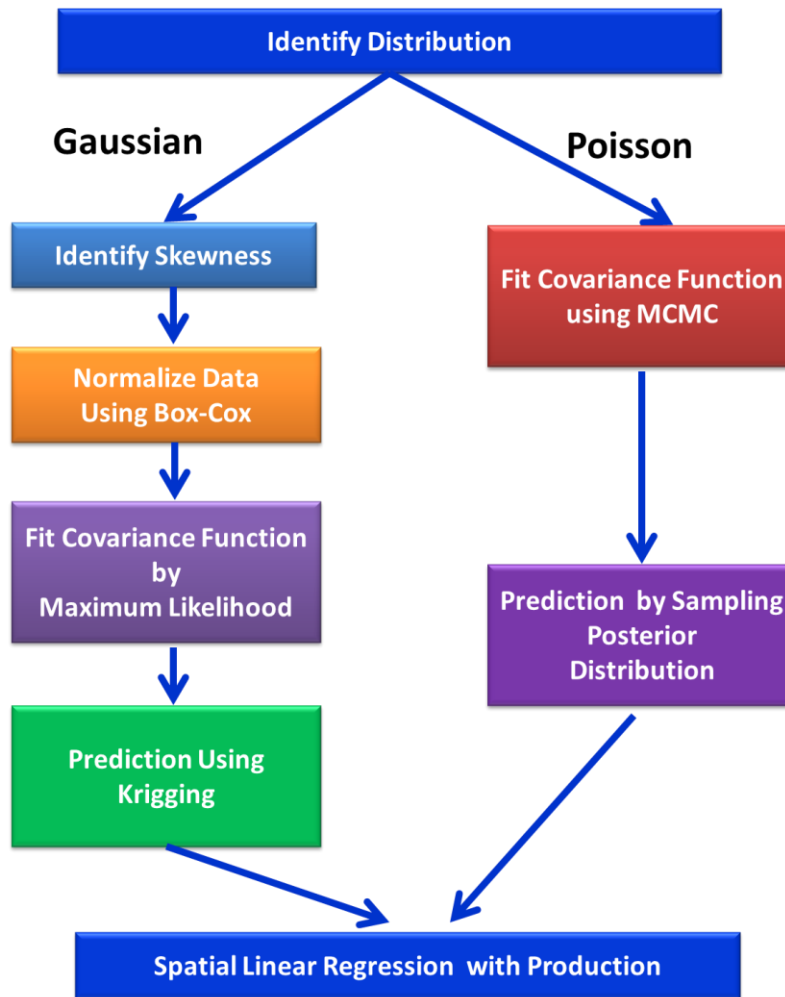 Identify Distribution
Gaussian
Poisson
Identify Skewness
Fit Covariance Function
using MCMC
Normalize Data
Using Box-Cox
Fit Covariance Function
by
Maximum Likelihood
Prediction by Sampling
Posterior
Distribution
Prediction Using
Krigging
Spatial Linear Regression with Production